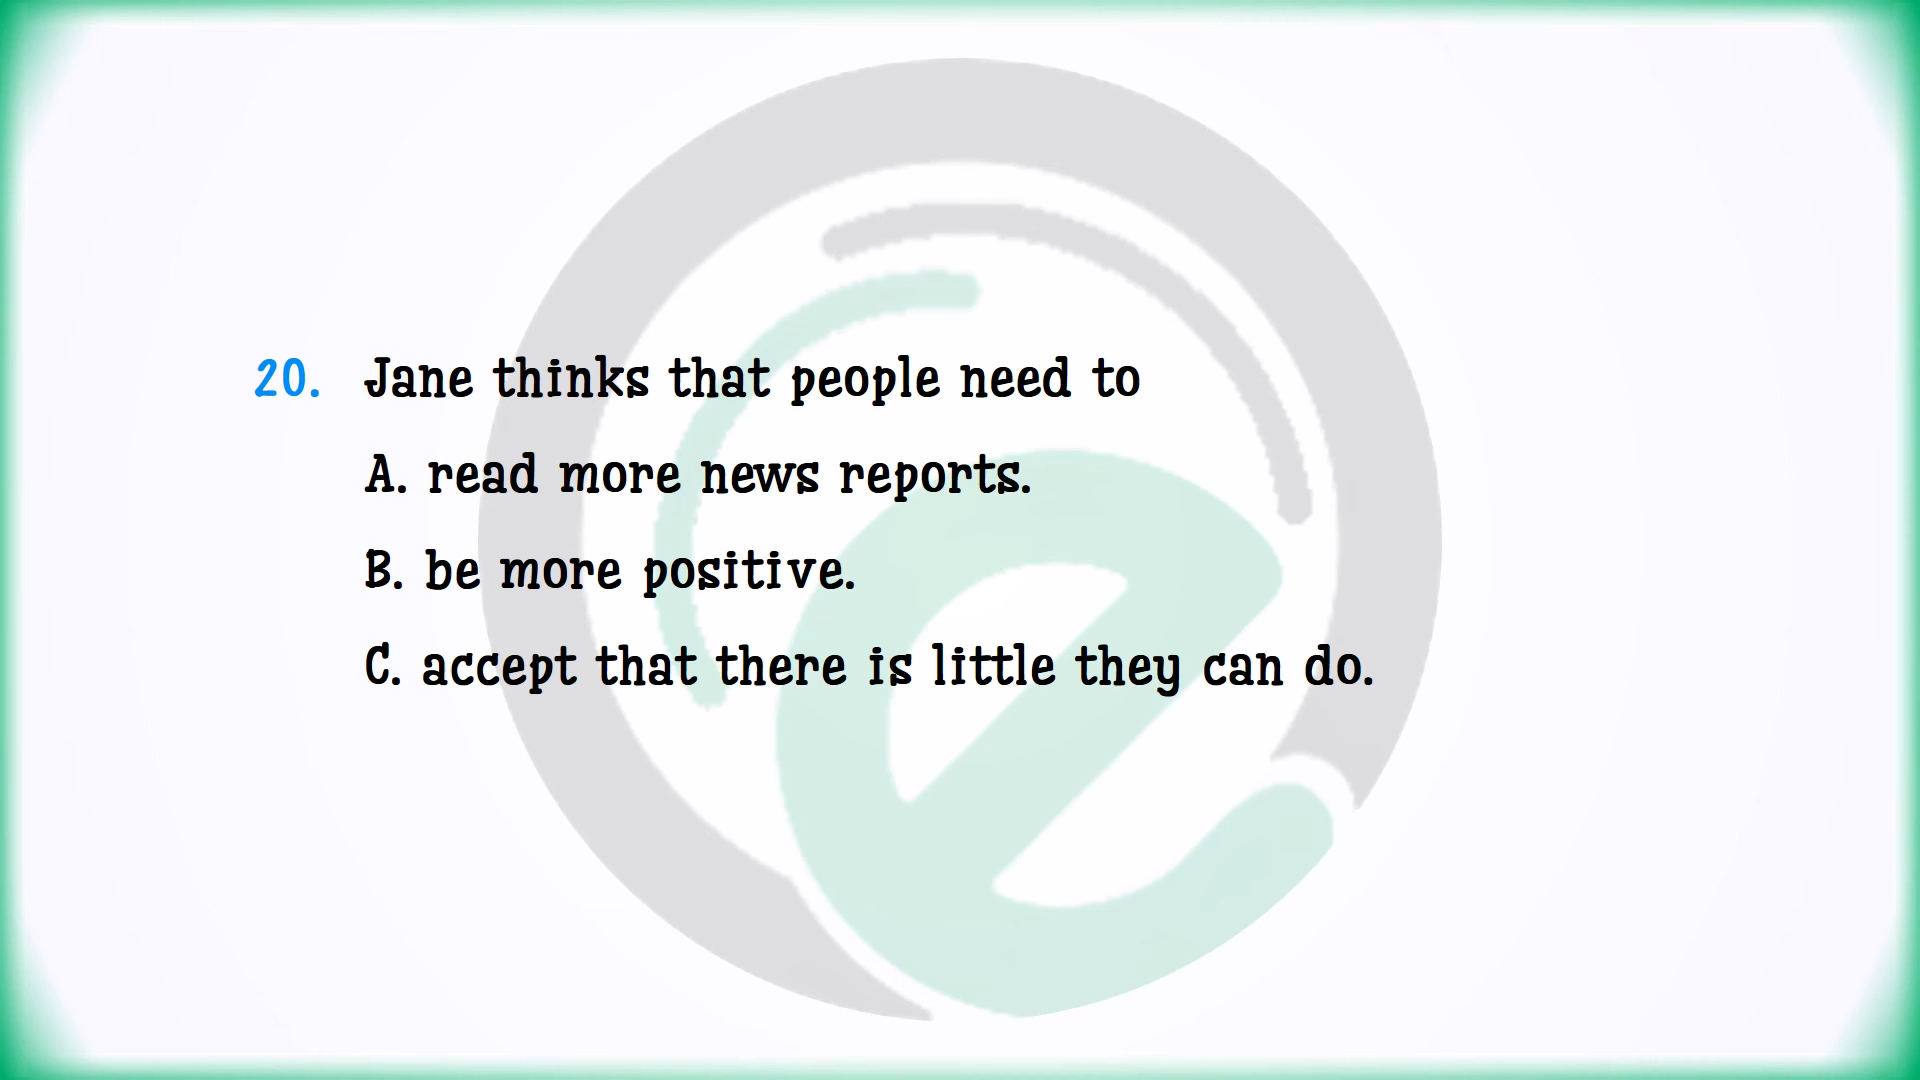 20. Jane thinks that people need to
A. read more news reports.
B. be more positive.
C. accept that there is little they can do.